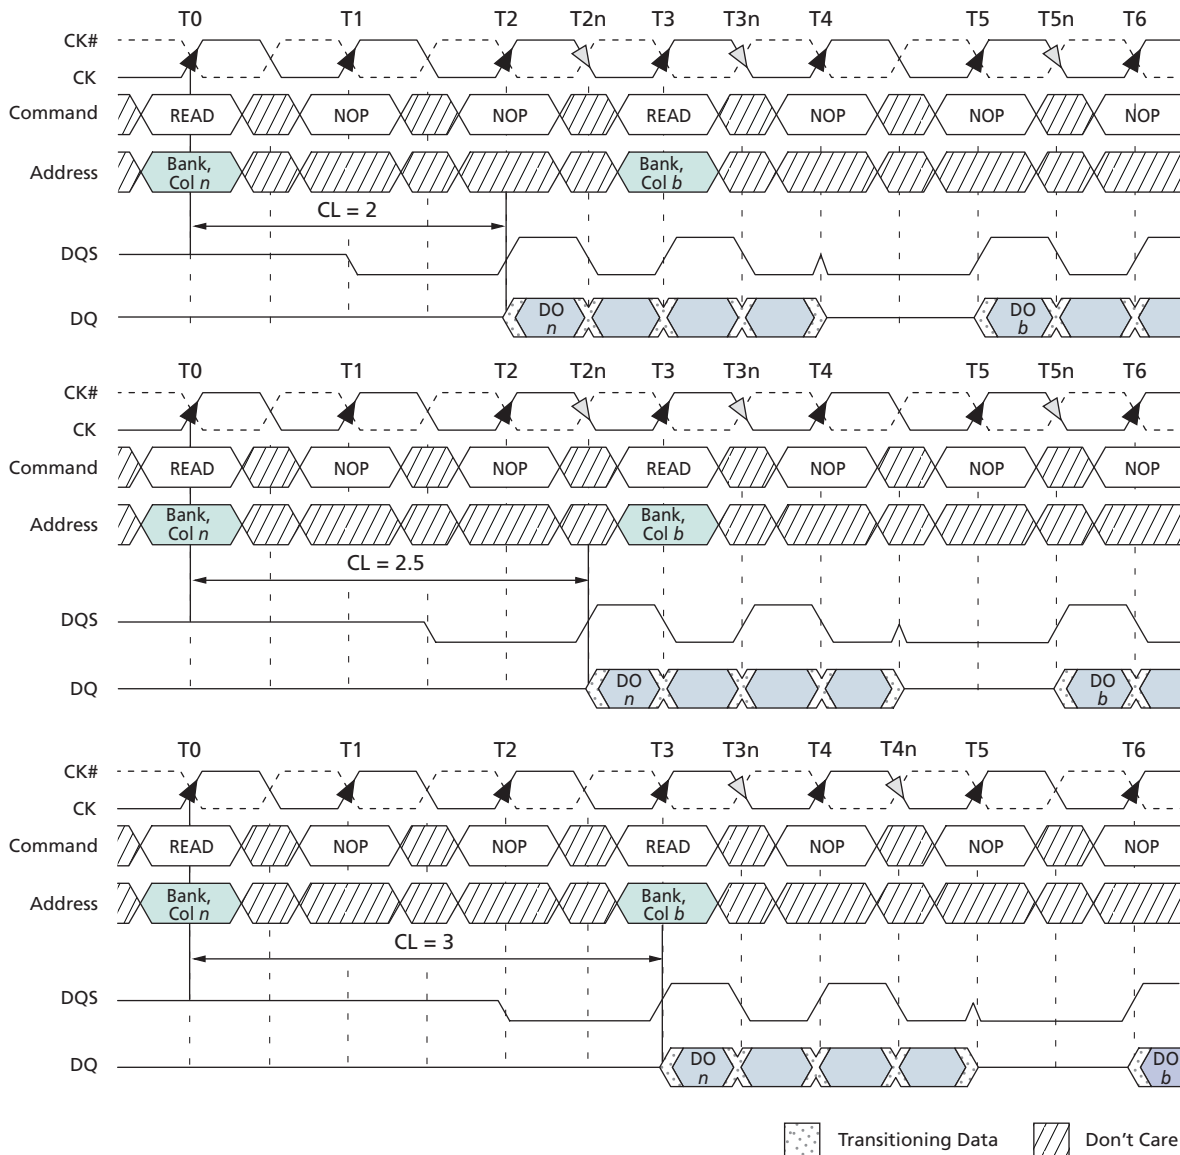 T0 T1 T2 T2n T3 T3n T4 T5 T5n T6
CK#
CK
Command READ NOP NOP READ NOP NOP NOP
Address Bank, Col n Bank, Col b
CL = 2
DQS
DQ DO n DO b
T0 T1 T2 T2n T3 T3n T4 T5 T5n T6
CK#
CK
Command READ NOP NOP READ NOP NOP NOP
Address Bank, Col n Bank, Col b
CL = 2.5
DQS
DQ DO n DO b
T0 T1 T2 T3 T3n T4 T4n T5 T6
CK#
CK
Command READ NOP NOP READ NOP NOP NOP
Address Bank, Col n Bank, Col b
CL = 3
DQS
DQ DO n DO b
Transitioning Data Don't Care